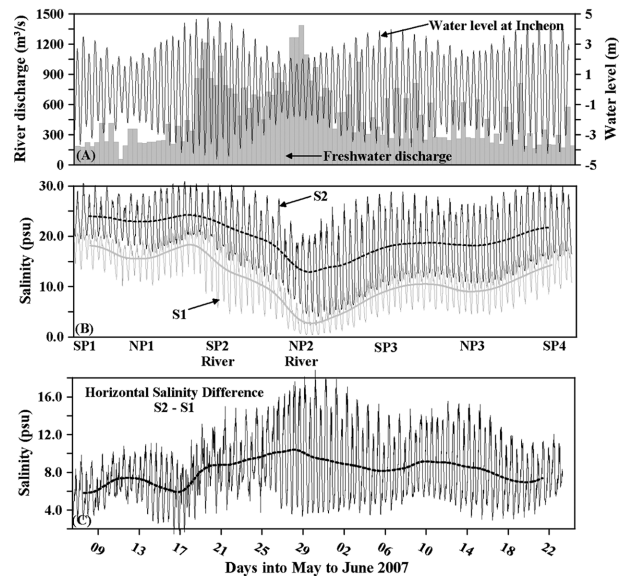 1500
1200
900
600
300
0
River discharge (m³/s)
5
3
1
-1
-3
-5
Water level (m)
Water level at Incheon
Freshwater discharge
(A)
30.0
20.0
10.0
0.0
Salinity (psu)
S2
S1
(B)
SP1 NP1 SP2 NP2 SP3 NP3 SP4
River River
16.0
12.0
8.0
4.0
Salinity (psu)
Horizontal Salinity Difference
S2 - S1
(C)
09 13 17 21 25 29 02 06 10 14 18 22
Days into May to June 2007